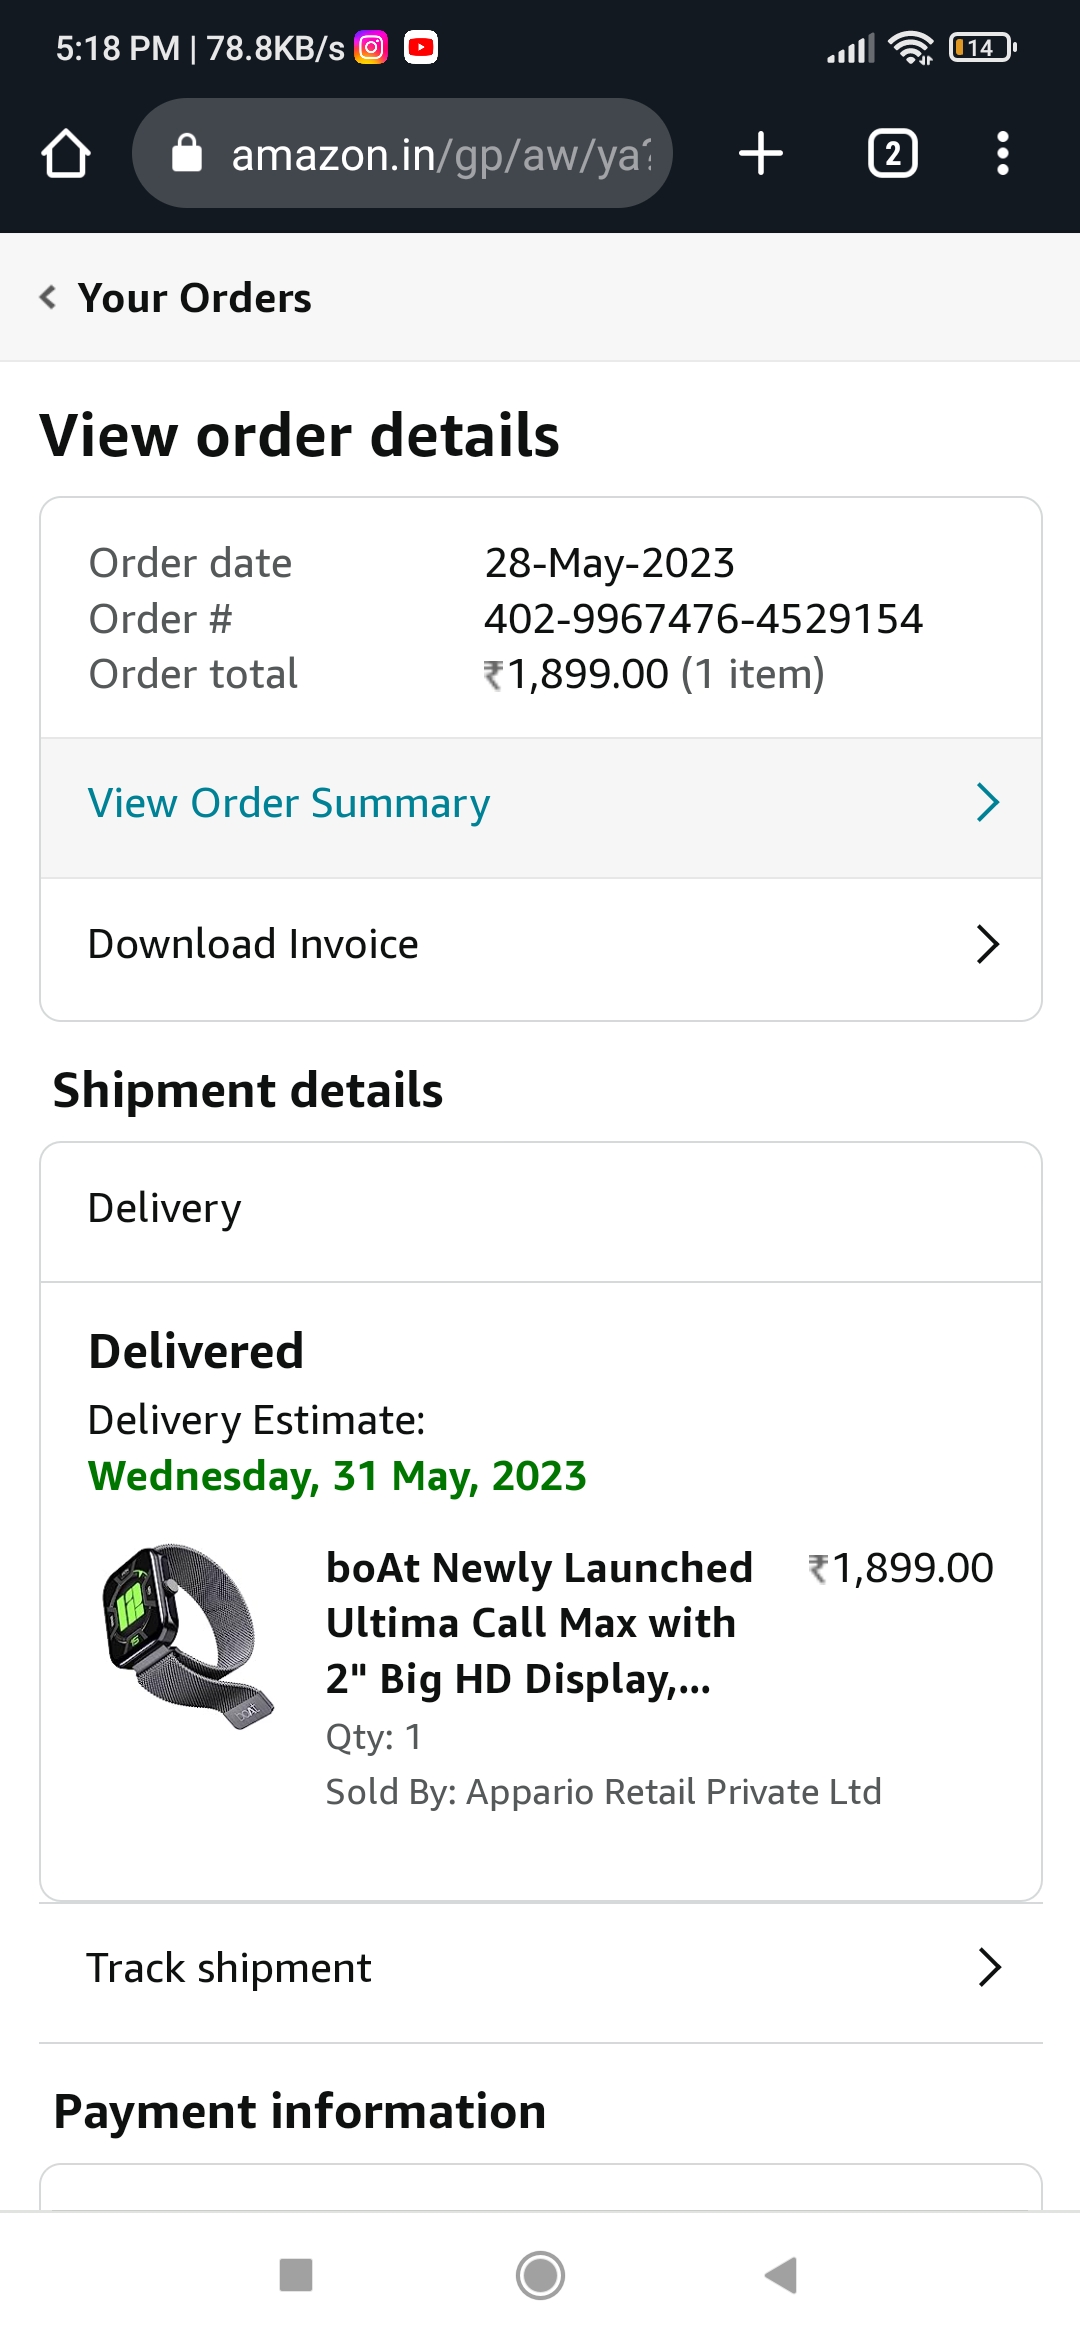 5:18 PM | 78.8KB/s
14
amazon.in/gp/aw/ya?
2
Your Orders
View order details
Order date 28-May-2023
Order # 402-9967476-4529154
Order total ₹1,899.00 (1 item)
View Order Summary
Download Invoice
Shipment details
Delivery
Delivered
Delivery Estimate:
Wednesday, 31 May, 2023
boAt Newly Launched ₹1,899.00
Ultima Call Max with
2" Big HD Display,...
Qty: 1
Sold By: Appario Retail Private Ltd
boAt
Track shipment
Payment information